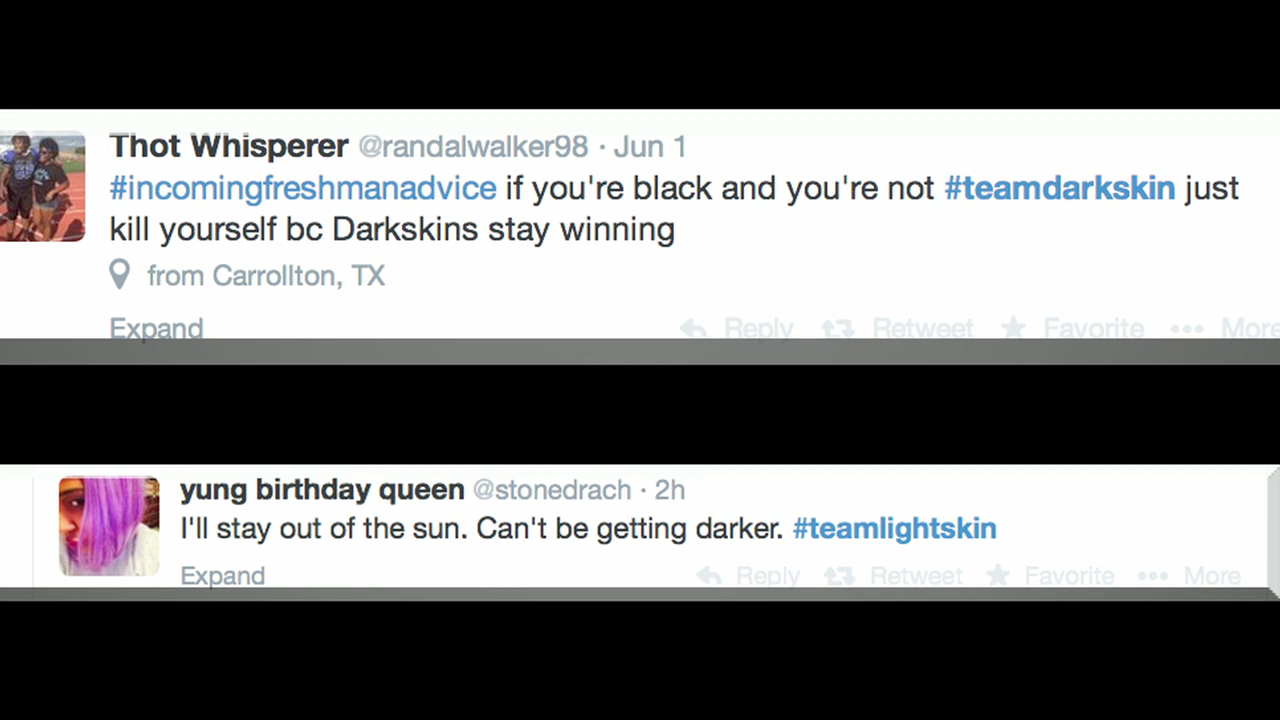 Thot Whisperer @randalwalker98 · Jun 1
#incomingfreshmanadvice if you're black and you're not #teamdarkskin just
kill yourself bc Darkskins stay winning
from Carrollton, TX
Expand Reply Retweet Favorite More
yung birthday queen @stonedrach · 2h
I'll stay out of the sun. Can't be getting darker. #teamlightskin
Expand Reply Retweet Favorite More